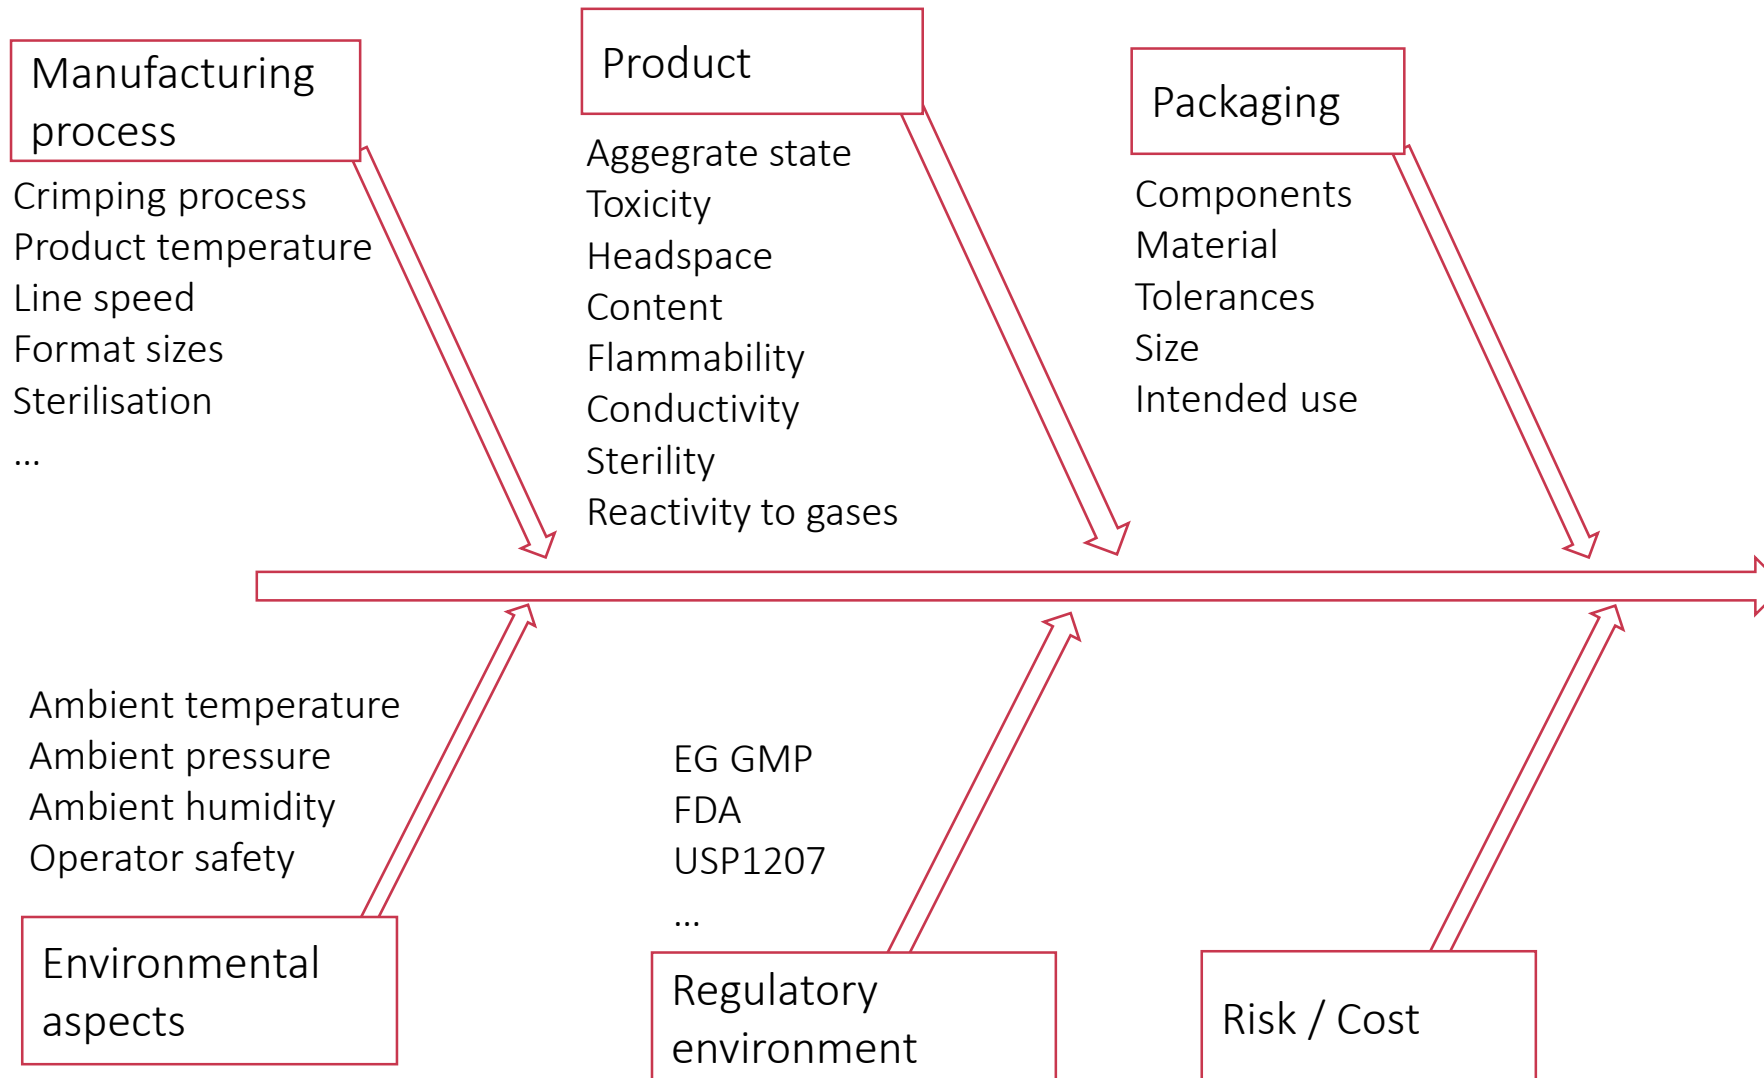 Manufacturing
process
Crimping process
Product temperature
Line speed
Format sizes
Sterilisation
...
Product
Aggegrate state
Toxicity
Headspace
Content
Flammability
Conductivity
Sterility
Reactivity to gases
Packaging
Components
Material
Tolerances
Size
Intended use
Ambient temperature
Ambient pressure
Ambient humidity
Operator safety
Environmental
aspects
EG GMP
FDA
USP1207
...
Regulatory
environment
Risk / Cost